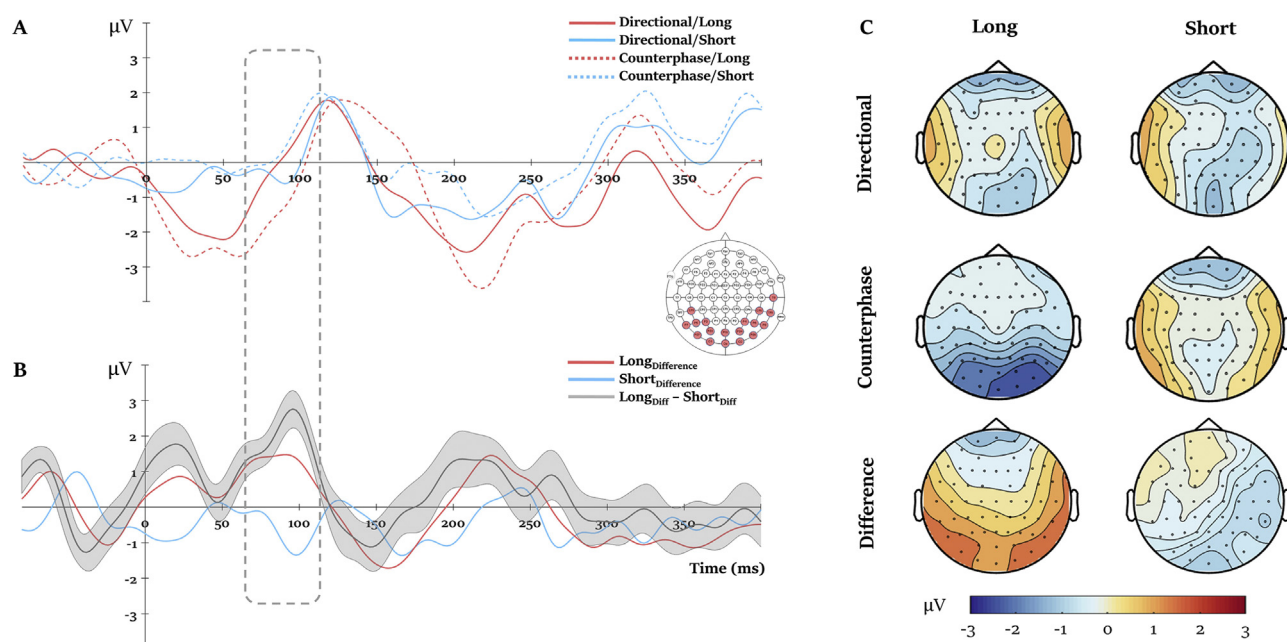 A
μV
3
2
1
0
50
100
150
200
250
300
350
-1
-2
-3
Directional/Long
Directional/Short
Counterphase/Long
Counterphase/Short
B
μV
3
2
1
0
50
100
150
200
250
300
350
-1
-2
-3
Time (ms)
LongDifference
ShortDifference
LongDiff – ShortDiff
C
Long
Short
Directional
Counterphase
Difference
μV
-3
-2
-1
0
1
2
3